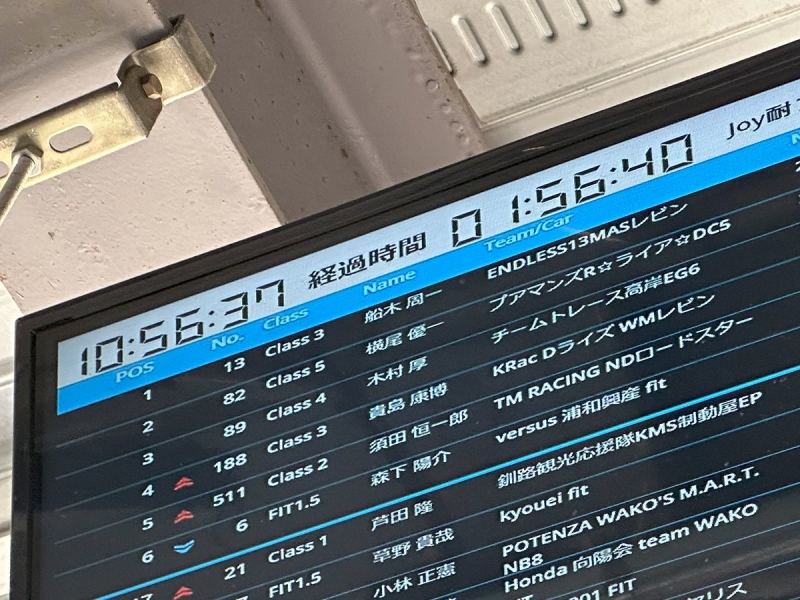 10:56:37 経過時間 0 1:56:40 Joy耐
POS No. Class Name Team/Car
1 13 Class 3 船木 周一 ENDLESS13MASレビン
2 82 Class 5 横尾 優一 ブアマンズR☆ライア☆DC5
3 89 Class 4 木村 厚 チームトレース高岸EG6
4 188 Class 3 貴島 康博 KRac Dライズ WMレビン
5 511 Class 2 須田 恒一郎 TM RACING NDロードスター
6 6 FIT1.5 森下 陽介 versus 浦和興産 fit
7 21 Class 1 芦田 隆 釧路観光応援隊KMS制動屋EP
FIT1.5 草野 貴哉 kyouei fit
小林 正憲 POTENZA WAKO'S M.A.R.T.
NB8
Honda 向陽会 team WAKO
FIT